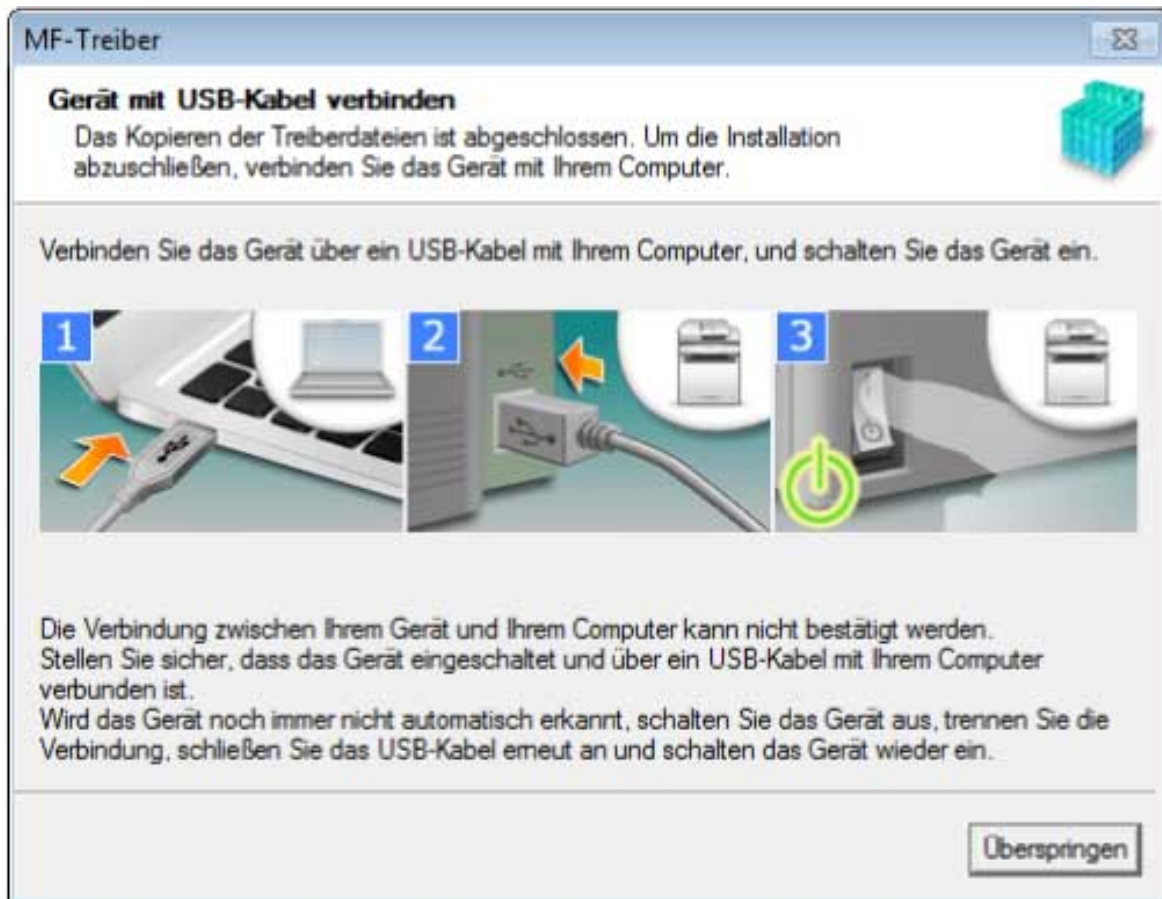 MF-Treiber
Gerät mit USB-Kabel verbinden
Das Kopieren der Treiberdateien ist abgeschlossen. Um die Installation
abzuschließen, verbinden Sie das Gerät mit Ihrem Computer.
Verbinden Sie das Gerät über ein USB-Kabel mit Ihrem Computer, und schalten Sie das Gerät ein.
1
2
3
Die Verbindung zwischen Ihrem Gerät und Ihrem Computer kann nicht bestätigt werden.
Stellen Sie sicher, dass das Gerät eingeschaltet und über ein USB-Kabel mit Ihrem Computer
verbunden ist.
Wird das Gerät noch immer nicht automatisch erkannt, schalten Sie das Gerät aus, trennen Sie die
Verbindung, schließen Sie das USB-Kabel erneut an und schalten das Gerät wieder ein.
Überspringen